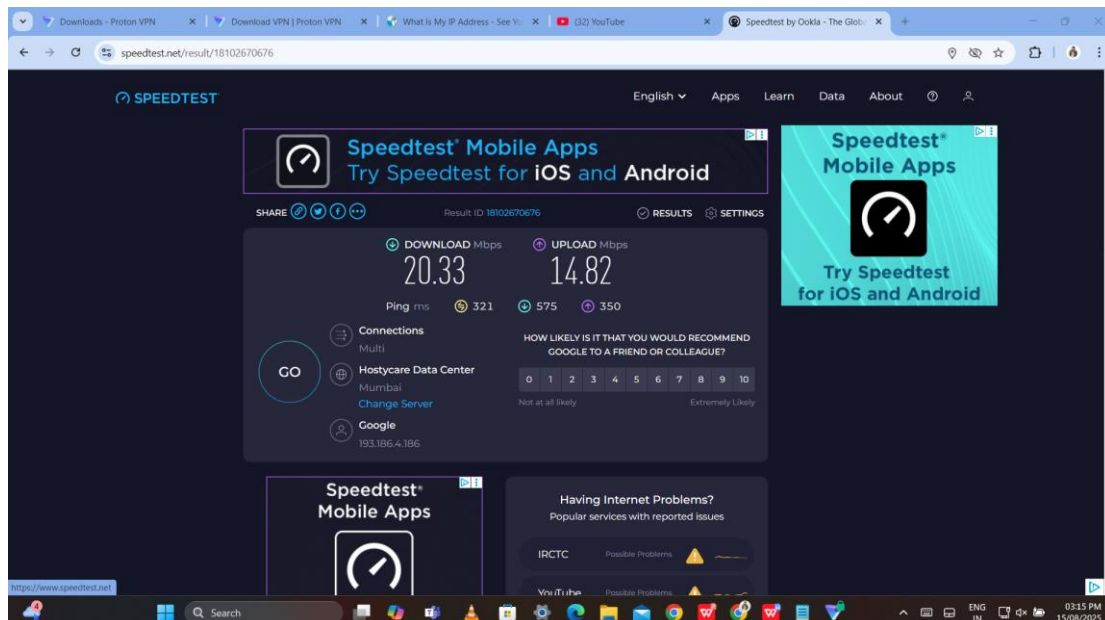 Downloads - Proton VPN
Download VPN | Proton VPN
What Is My IP Address - See Yo
(32) YouTube
Speedtest by Ookla - The Glob
speedtest.net/result/18102670676
SPEEDTEST
English Apps Learn Data About
Speedtest® Mobile Apps
Try Speedtest for iOS and Android
Speedtest®
Mobile Apps
Try Speedtest
for iOS and Android
SHARE Result ID 18102670676 RESULTS SETTINGS
DOWNLOAD Mbps UPLOAD Mbps
20.33 14.82
Ping ms 321 575 350
GO
Connections
Multi
Hostycare Data Center
Mumbai
Change Server
Google
193.186.4.186
HOW LIKELY IS IT THAT YOU WOULD RECOMMEND
GOOGLE TO A FRIEND OR COLLEAGUE?
0 1 2 3 4 5 6 7 8 9 10
Not at all likely Extremely Likely
Speedtest®
Mobile Apps
Having Internet Problems?
Popular services with reported issues
IRCTC Possible Problems
YouTube Possible Problems
https://www.speedtest.net
4
Search
ENG
IN
03:15 PM
15/08/2025